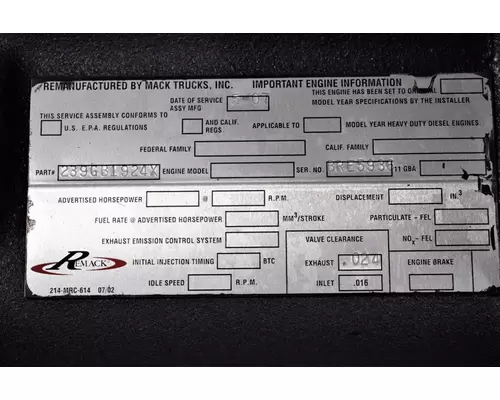 REMANUFACTURED BY MACK TRUCKS, INC. IMPORTANT ENGINE INFORMATION
THIS ENGINE HAS BEEN SET TO ORIGINAL
DATE OF SERVICE ASSY MFG
MODEL YEAR SPECIFICATIONS BY THE INSTALLER
THIS SERVICE ASSEMBLY CONFORMS TO
U.S. E.P.A. REGULATIONS AND CALIF. REGS. APPLICABLE TO MODEL YEAR HEAVY DUTY DIESEL ENGINES.
FEDERAL FAMILY CALIF. FAMILY
PART# 239GB1924X ENGINE MODEL SER. NO. 11 GBA
ADVERTISED HORSEPOWER @ R.P.M. DISPLACEMENT IN.3
FUEL RATE @ ADVERTISED HORSEPOWER MM3/STROKE PARTICULATE - FEL
EXHAUST EMISSION CONTROL SYSTEM VALVE CLEARANCE NOx - FEL
REMACK INITIAL INJECTION TIMING BTC EXHAUST .024 ENGINE BRAKE
IDLE SPEED R.P.M. INLET .016
214-MRC-614 07/02